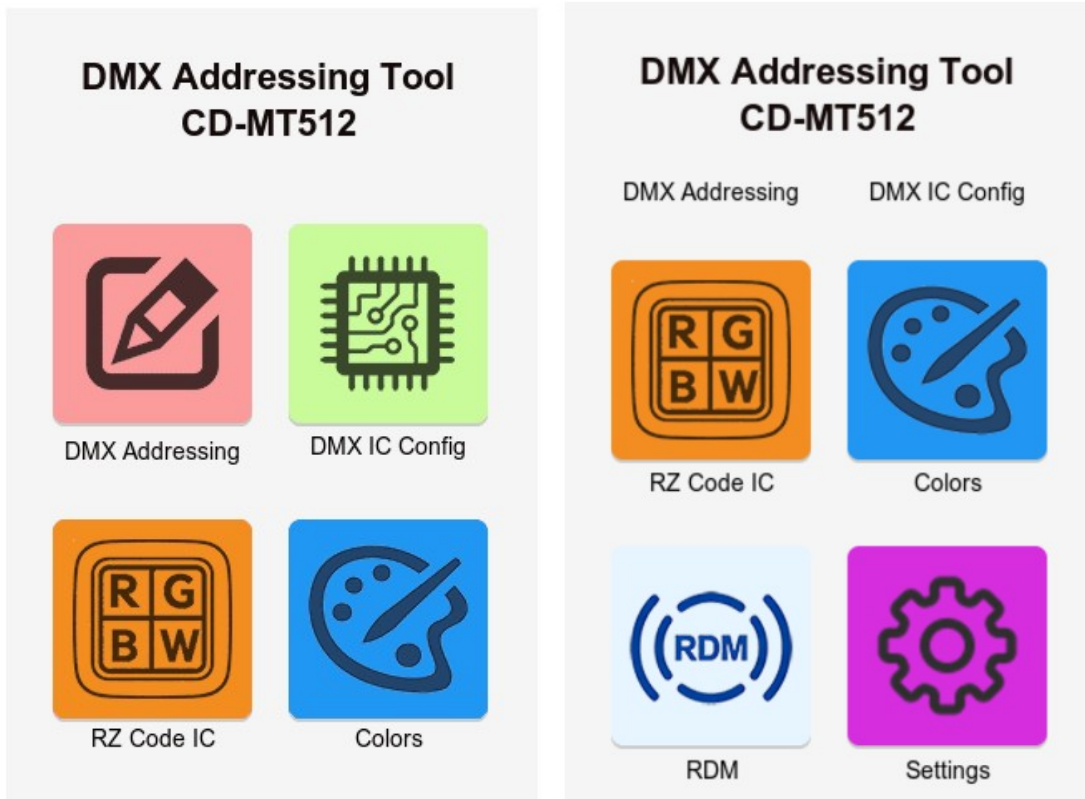 DMX Addressing Tool
CD-MT512
DMX Addressing
DMX IC Config
R G
B W
RZ Code IC
Colors
DMX Addressing Tool
CD-MT512
DMX Addressing
DMX IC Config
R G
B W
RZ Code IC
Colors
RDM
RDM
Settings